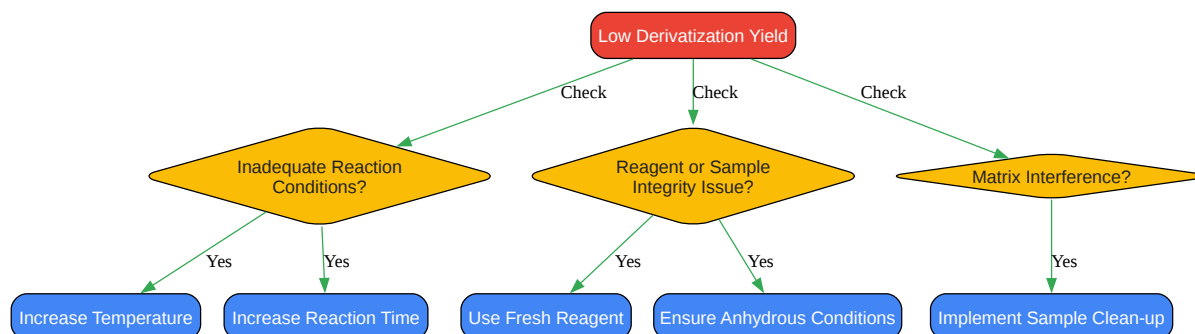 Low Derivatization Yield
Check
Check
Check
Inadequate Reaction
Conditions?
Reagent or Sample
Integrity Issue?
Matrix Interference?
Yes
Yes
Yes
Yes
Yes
Increase Temperature
Increase Reaction Time
Use Fresh Reagent
Ensure Anhydrous Conditions
Implement Sample Clean-up